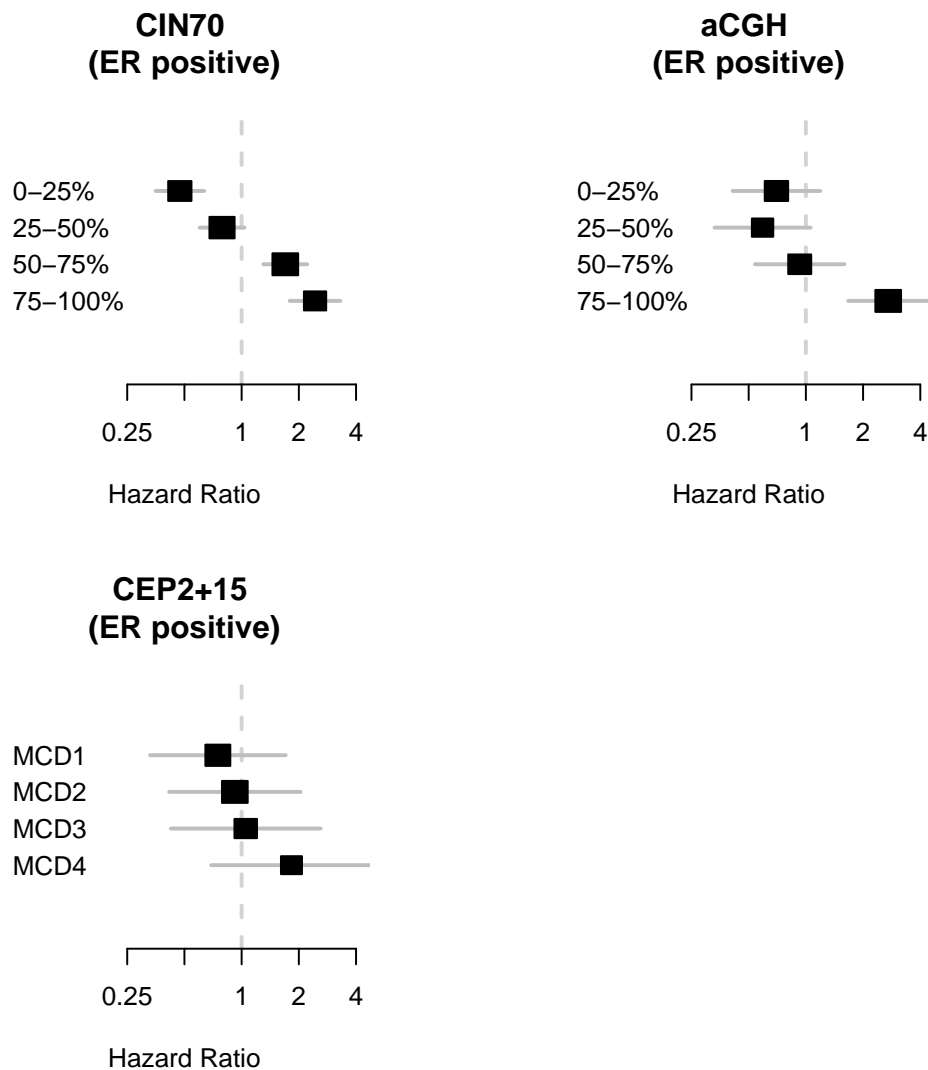 CIN70
(ER positive)
0−25%
25−50%
50−75%
75−100%
0.25 1 2 4
Hazard Ratio
aCGH
(ER positive)
0−25%
25−50%
50−75%
75−100%
0.25 1 2 4
Hazard Ratio
CEP2+15
(ER positive)
MCD1
MCD2
MCD3
MCD4
0.25 1 2 4
Hazard Ratio